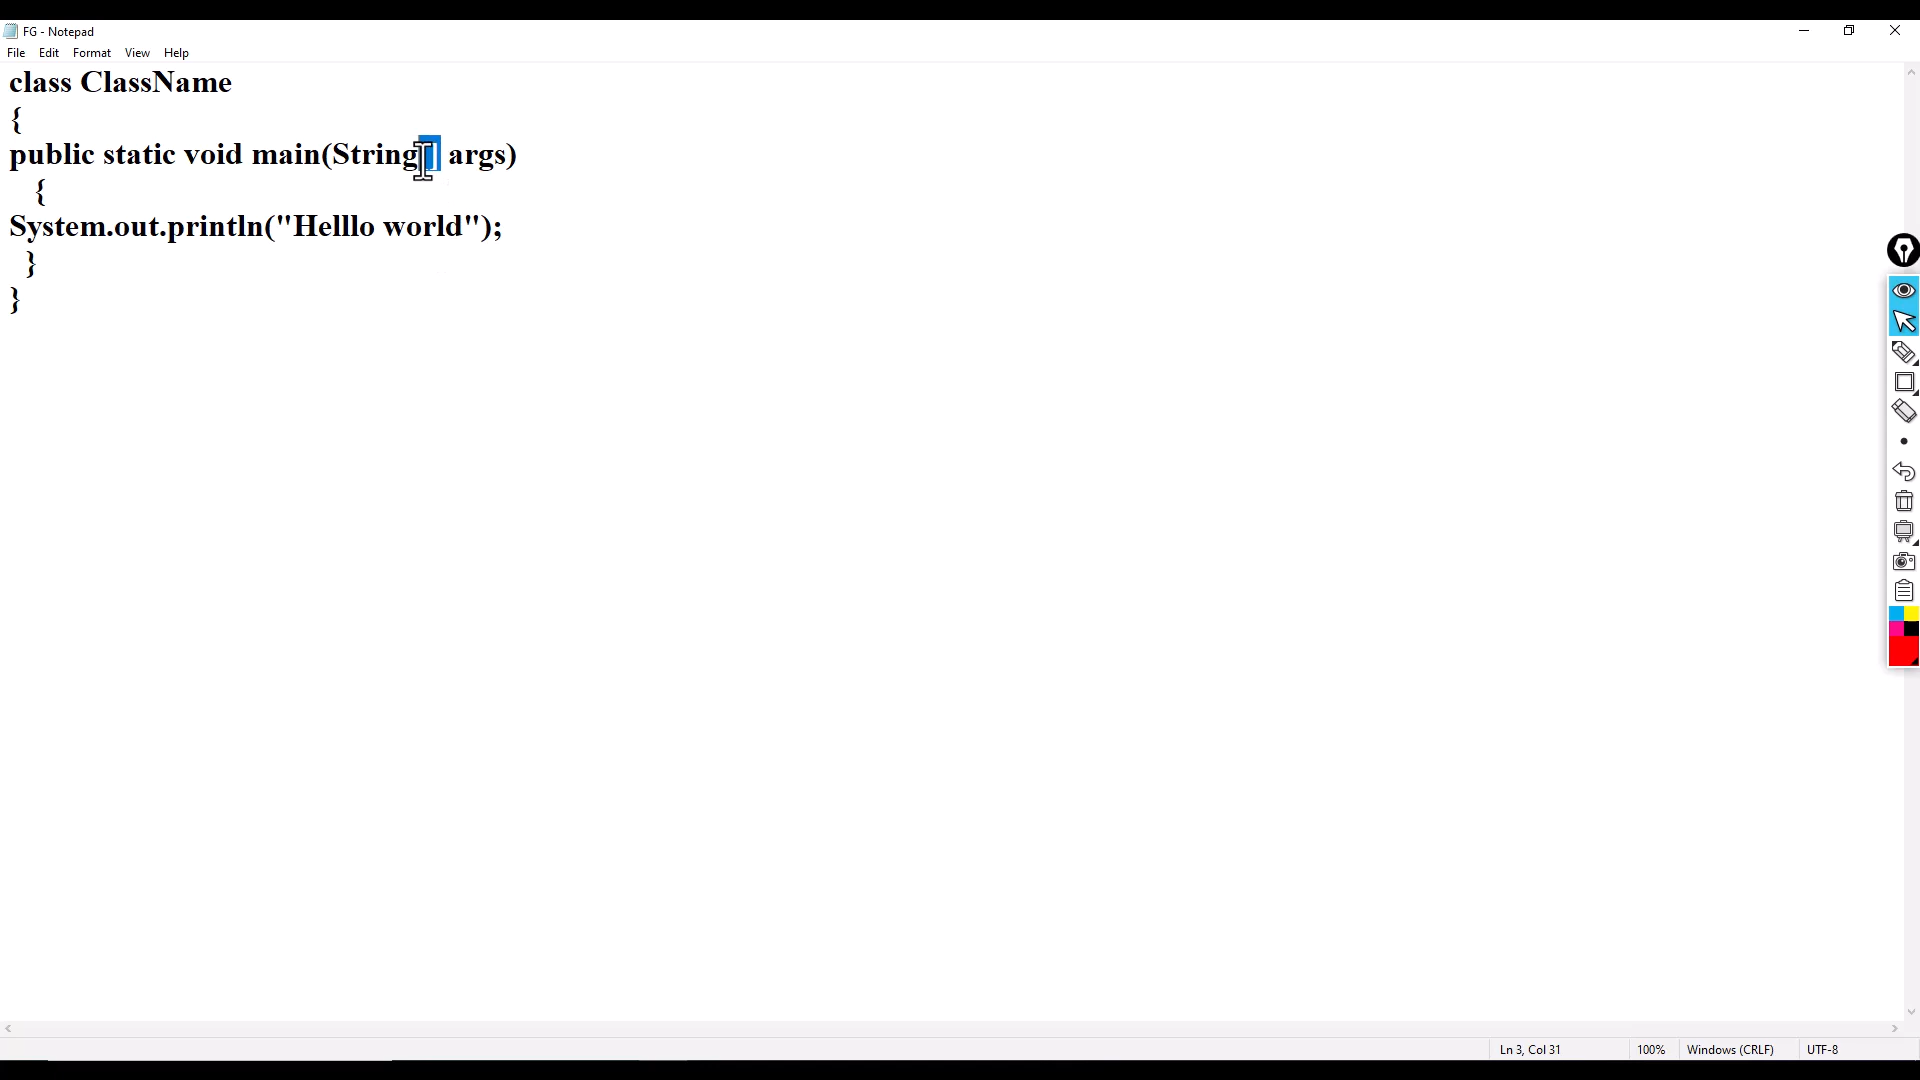 FG - Notepad
File Edit Format View Help
class ClassName
{
public static void main(String[] args)
{
System.out.println("Helllo world");
}
}
Ln 3, Col 31 100% Windows (CRLF) UTF-8